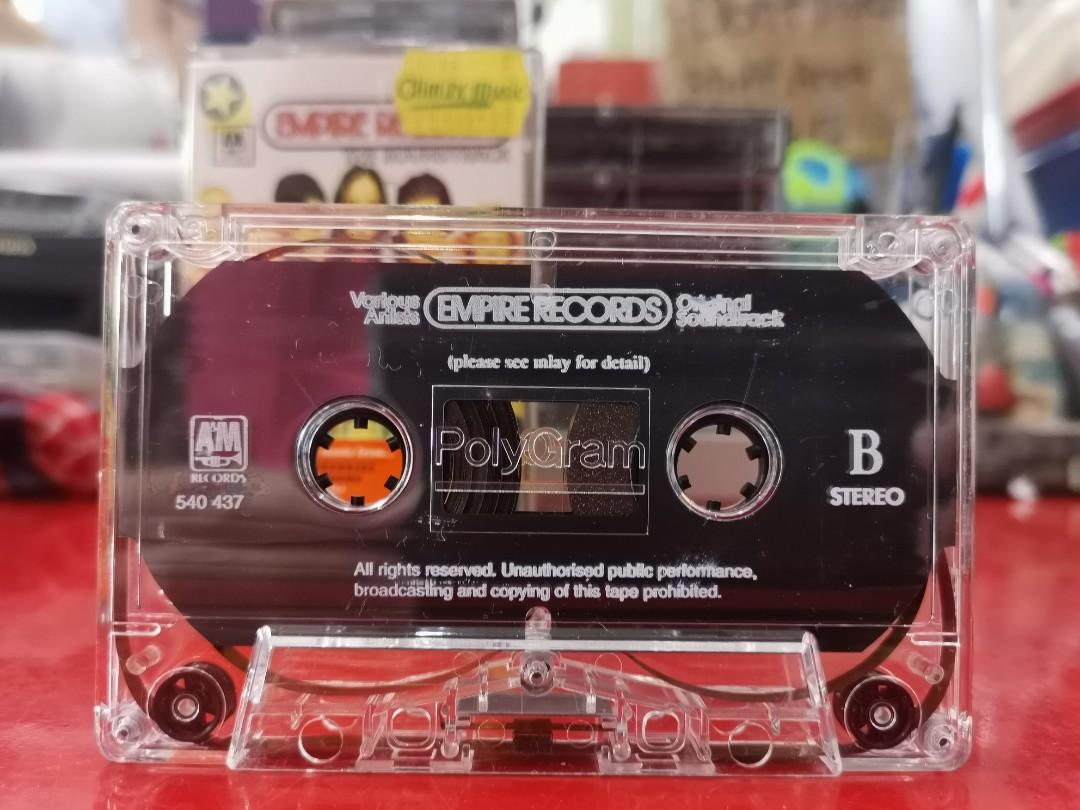 Climzy Music
EMPIRE RE
THE SOUNDTRACK
Various Artists
EMPIRE RECORDS
Original Soundtrack
(please see inlay for detail)
A&M
RECORDS
540 437
PolyGram
B
STEREO
All rights reserved. Unauthorised public performance,
broadcasting and copying of this tape prohibited.